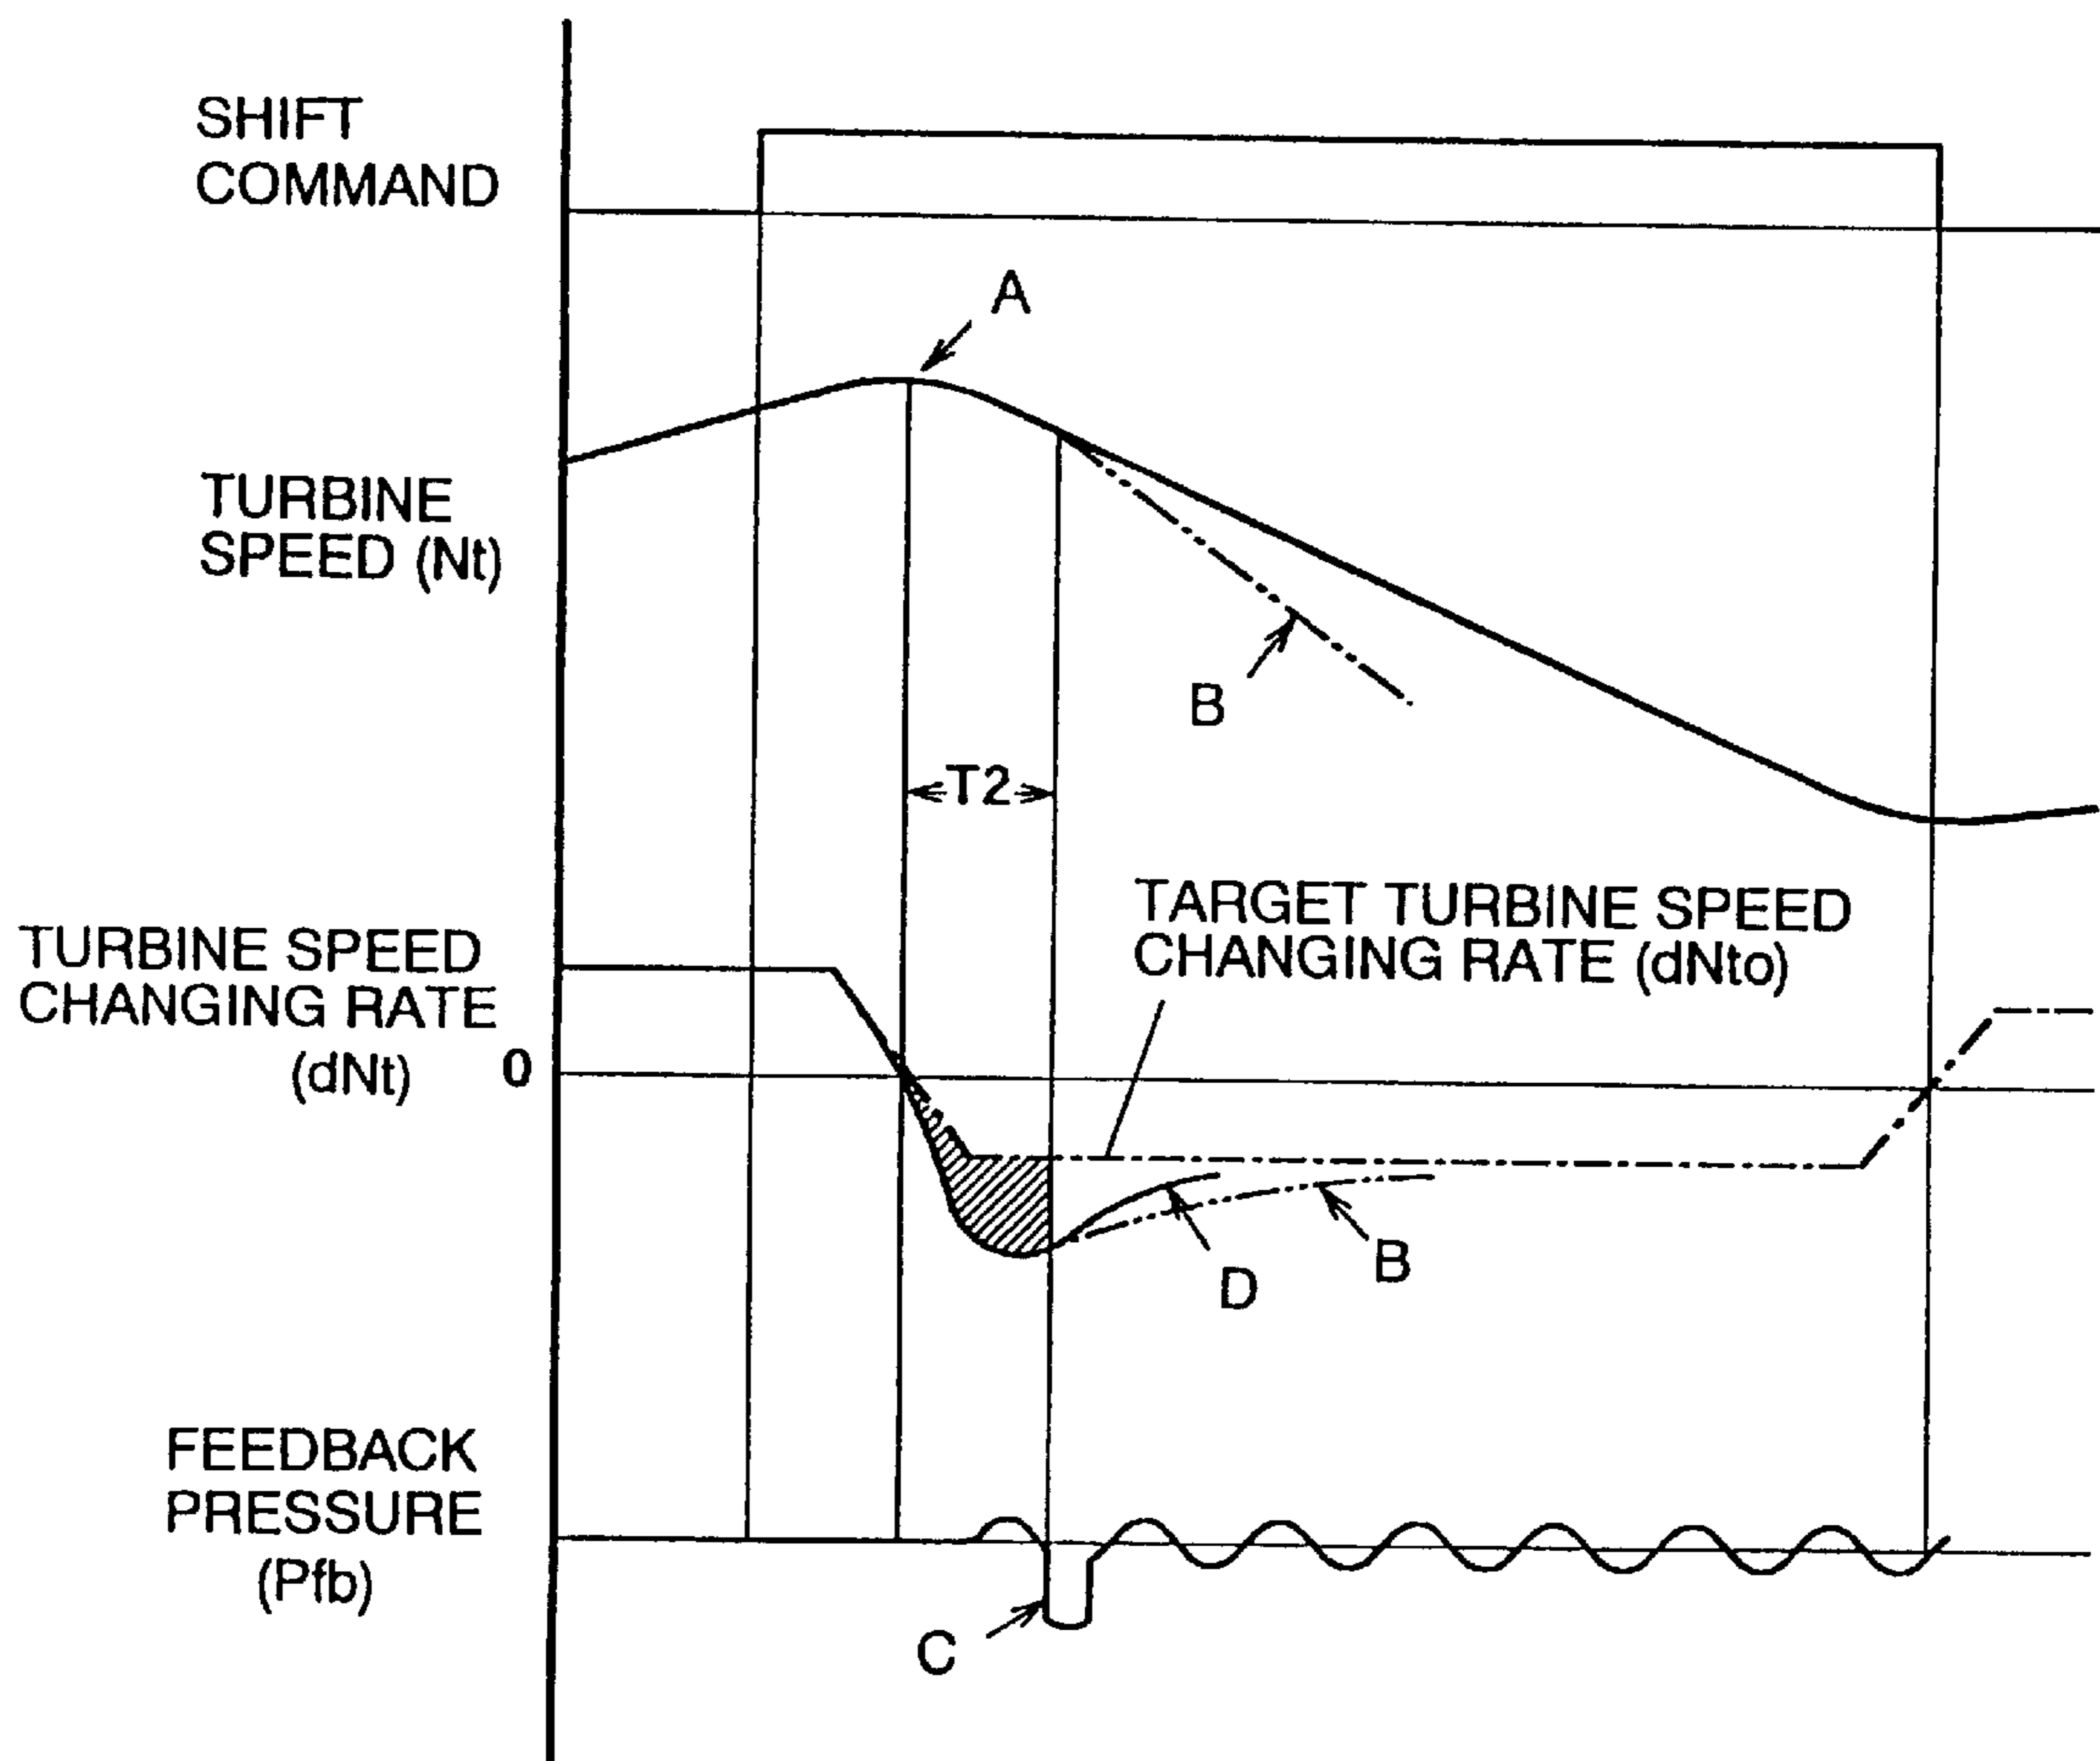 SHIFT
COMMAND
A
TURBINE
SPEED (Nt)
B
T2
TARGET TURBINE SPEED
CHANGING RATE (dNto)
TURBINE SPEED
CHANGING RATE
(dNt)
0
D
B
FEEDBACK
PRESSURE
(Pfb)
C